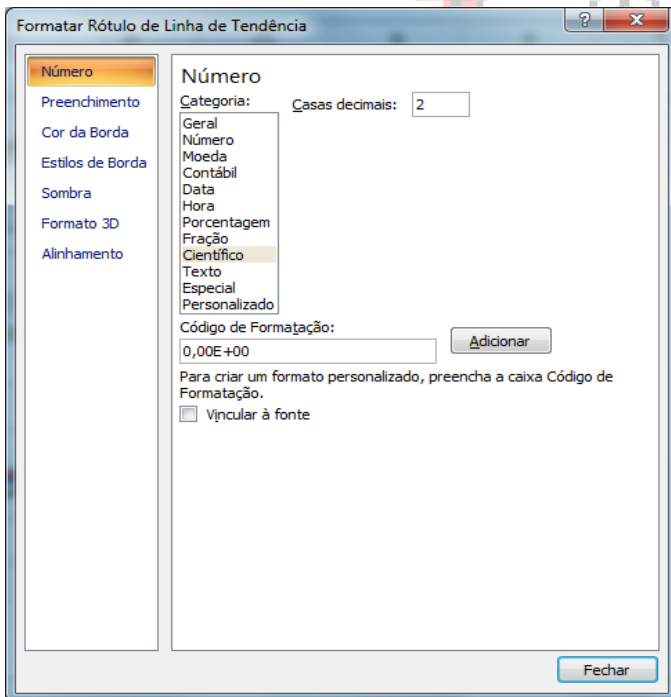 Formatar Rótulo de Linha de Tendência
?
X
Número
Preenchimento
Cor da Borda
Estilos de Borda
Sombra
Formato 3D
Alinhamento
Número
Categoria:
Casas decimais: 2
Geral
Número
Moeda
Contábil
Data
Hora
Porcentagem
Fração
Científico
Texto
Especial
Personalizado
Código de Formatação:
0,00E+00
Adicionar
Para criar um formato personalizado, preencha a caixa Código de
Formatação.
Vincular à fonte
Fechar